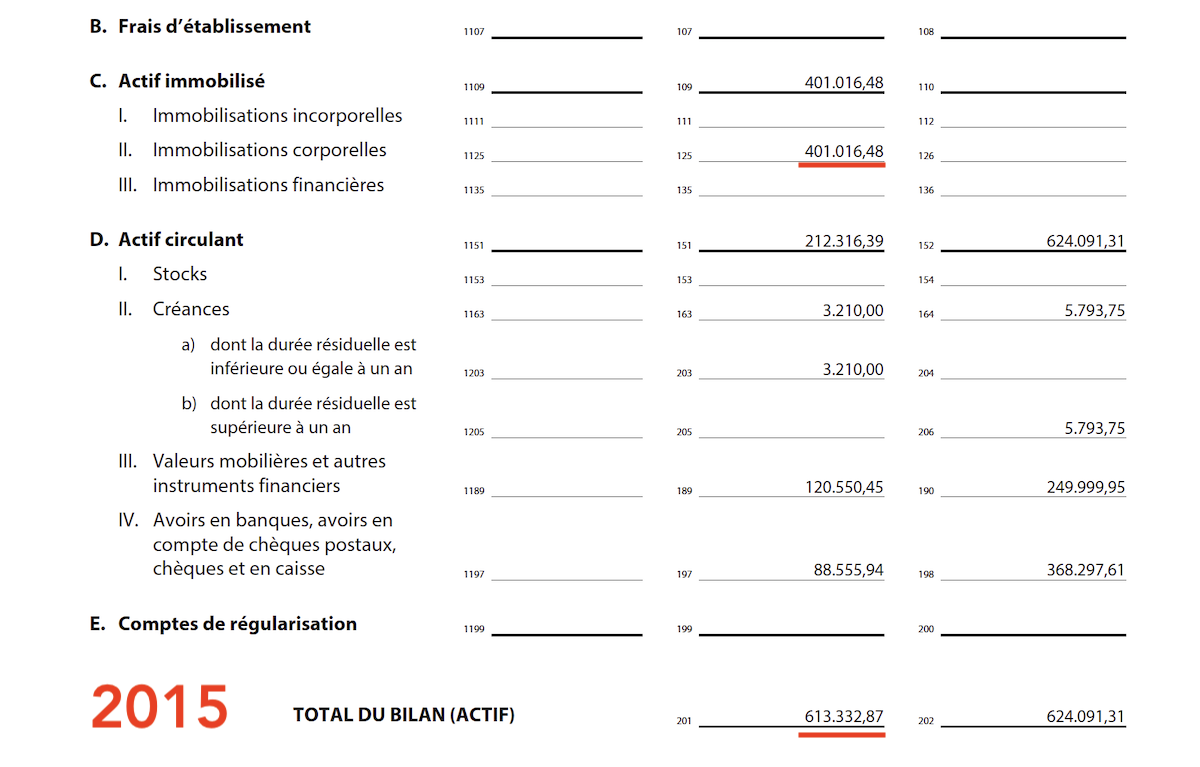 B. Frais d’établissement 1107 107 108
C. Actif immobilisé 1109 109 401.016,48 110
I. Immobilisations incorporelles 1111 111 112
II. Immobilisations corporelles 1125 125 401.016,48 126
III. Immobilisations financières 1135 135 136
D. Actif circulant 1151 151 212.316,39 152 624.091,31
I. Stocks 1153 153 154
II. Créances 1163 163 3.210,00 164 5.793,75
a) dont la durée résiduelle est
inférieure ou égale à un an 1203 203 3.210,00 204
b) dont la durée résiduelle est
supérieure à un an 1205 205 206 5.793,75
III. Valeurs mobilières et autres
instruments financiers 1189 189 120.550,45 190 249.999,95
IV. Avoirs en banques, avoirs en
compte de chèques postaux,
chèques et en caisse 1197 197 88.555,94 198 368.297,61
E. Comptes de régularisation 1199 199 200
2015 TOTAL DU BILAN (ACTIF) 201 613.332,87 202 624.091,31